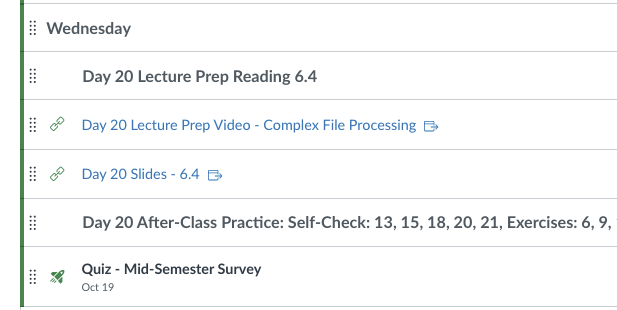 Wednesday
Day 20 Lecture Prep Reading 6.4
Day 20 Lecture Prep Video - Complex File Processing
Day 20 Slides - 6.4
Day 20 After-Class Practice: Self-Check: 13, 15, 18, 20, 21, Exercises: 6, 9,
Quiz - Mid-Semester Survey
Oct 19